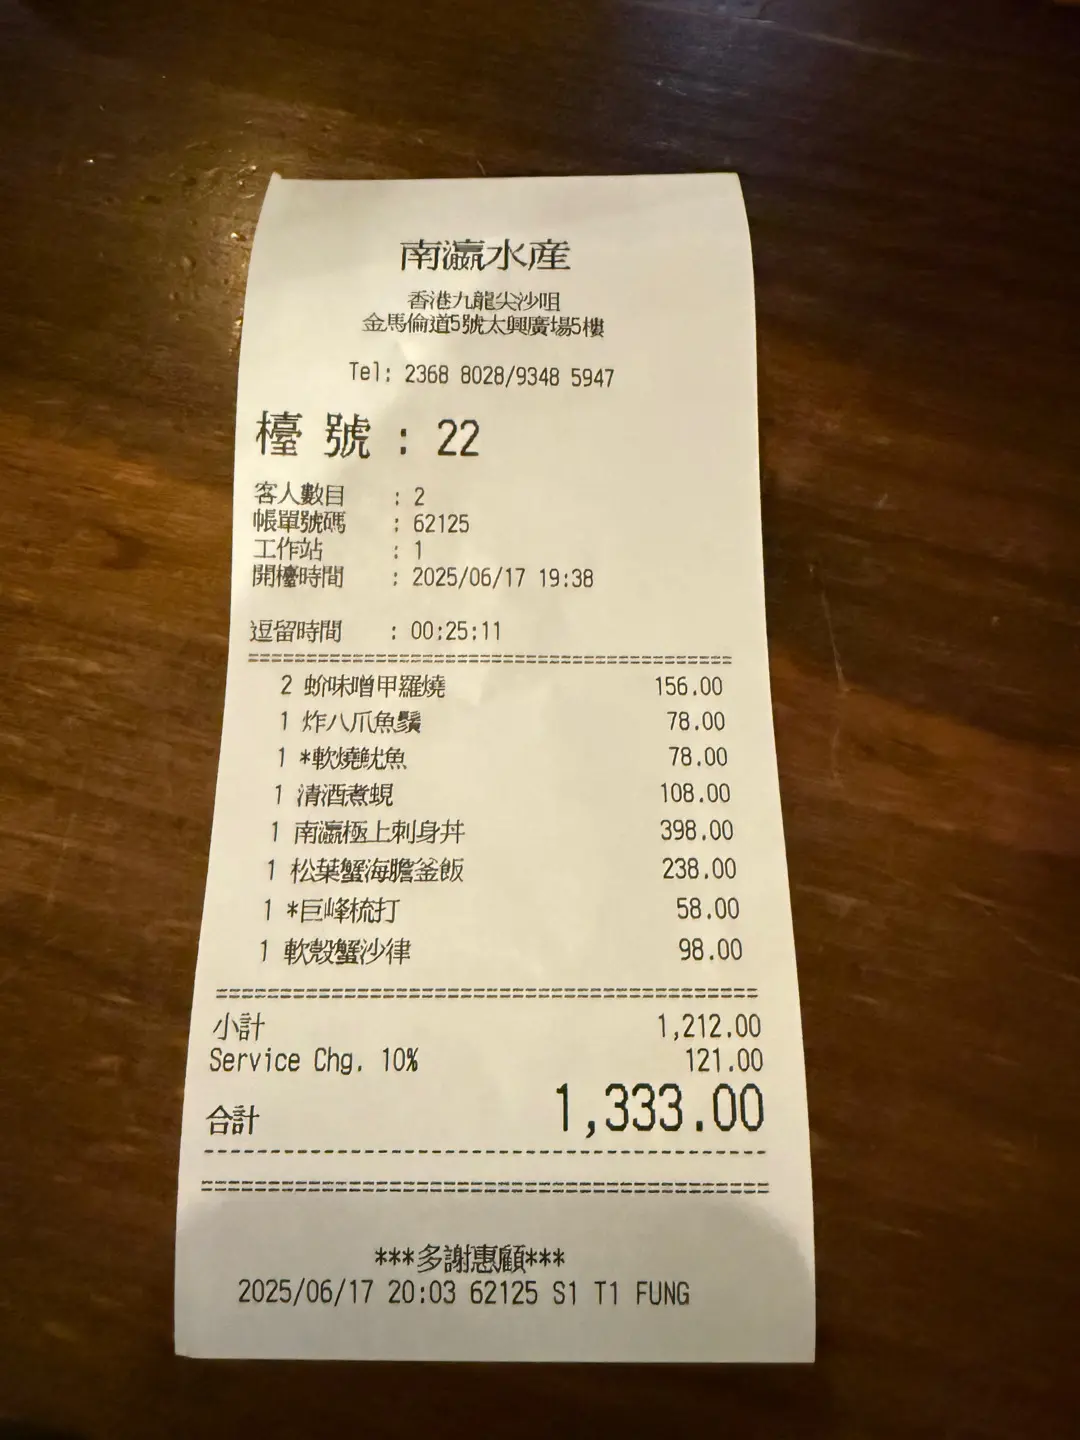 南瀛水産
香港九龍尖沙咀
金馬倫道5號太興廣場5樓
Tel: 2368 8028/9348 5947
檯 號 : 22
客人數目 : 2
帳單號碼 : 62125
工作站 : 1
開檯時間 : 2025/06/17 19:38
逗留時間 : 00:25:11
2 蚧味噌甲羅燒 156.00
1 炸八爪魚鬚 78.00
1 *軟燒魷魚 78.00
1 清酒煮蜆 108.00
1 南瀛極上刺身丼 398.00
1 松葉蟹海膽釜飯 238.00
1 *巨峰梳打 58.00
1 軟殼蟹沙律 98.00
小計 1,212.00
Service Chg. 10% 121.00
合計 1,333.00
***多謝惠顧***
2025/06/17 20:03 62125 S1 T1 FUNG